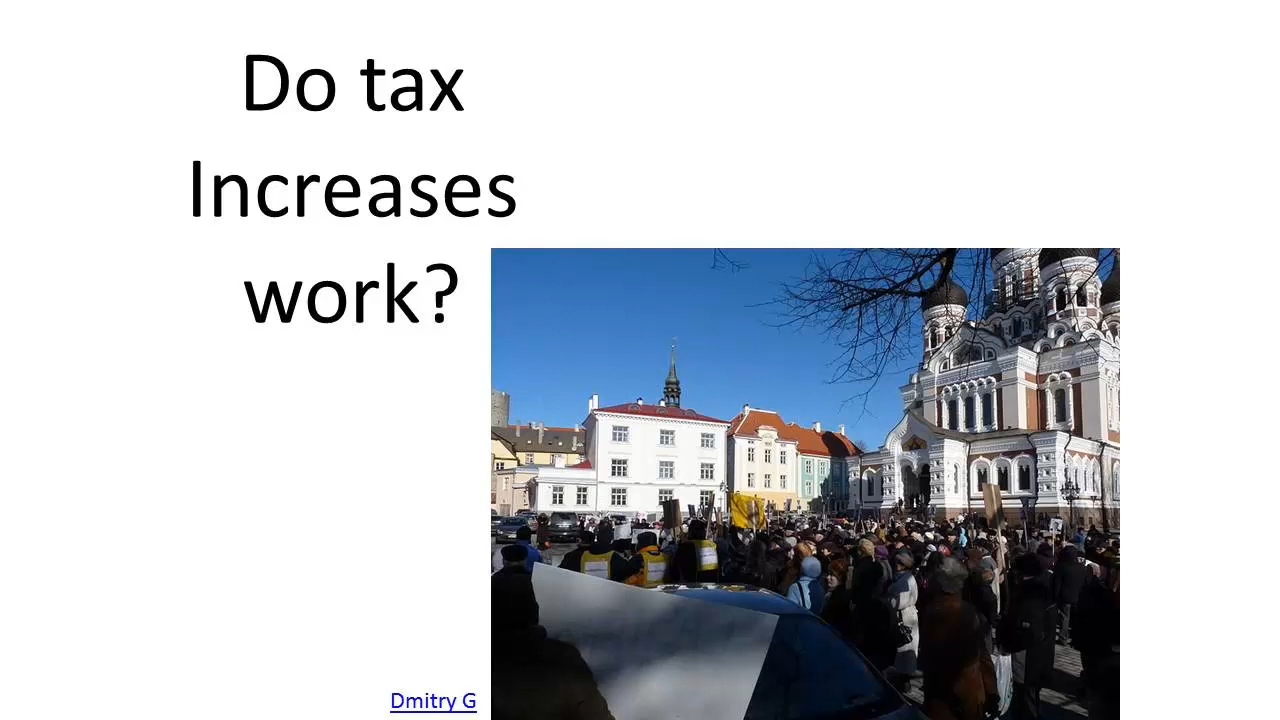 Do tax
Increases
work?
Dmitry G